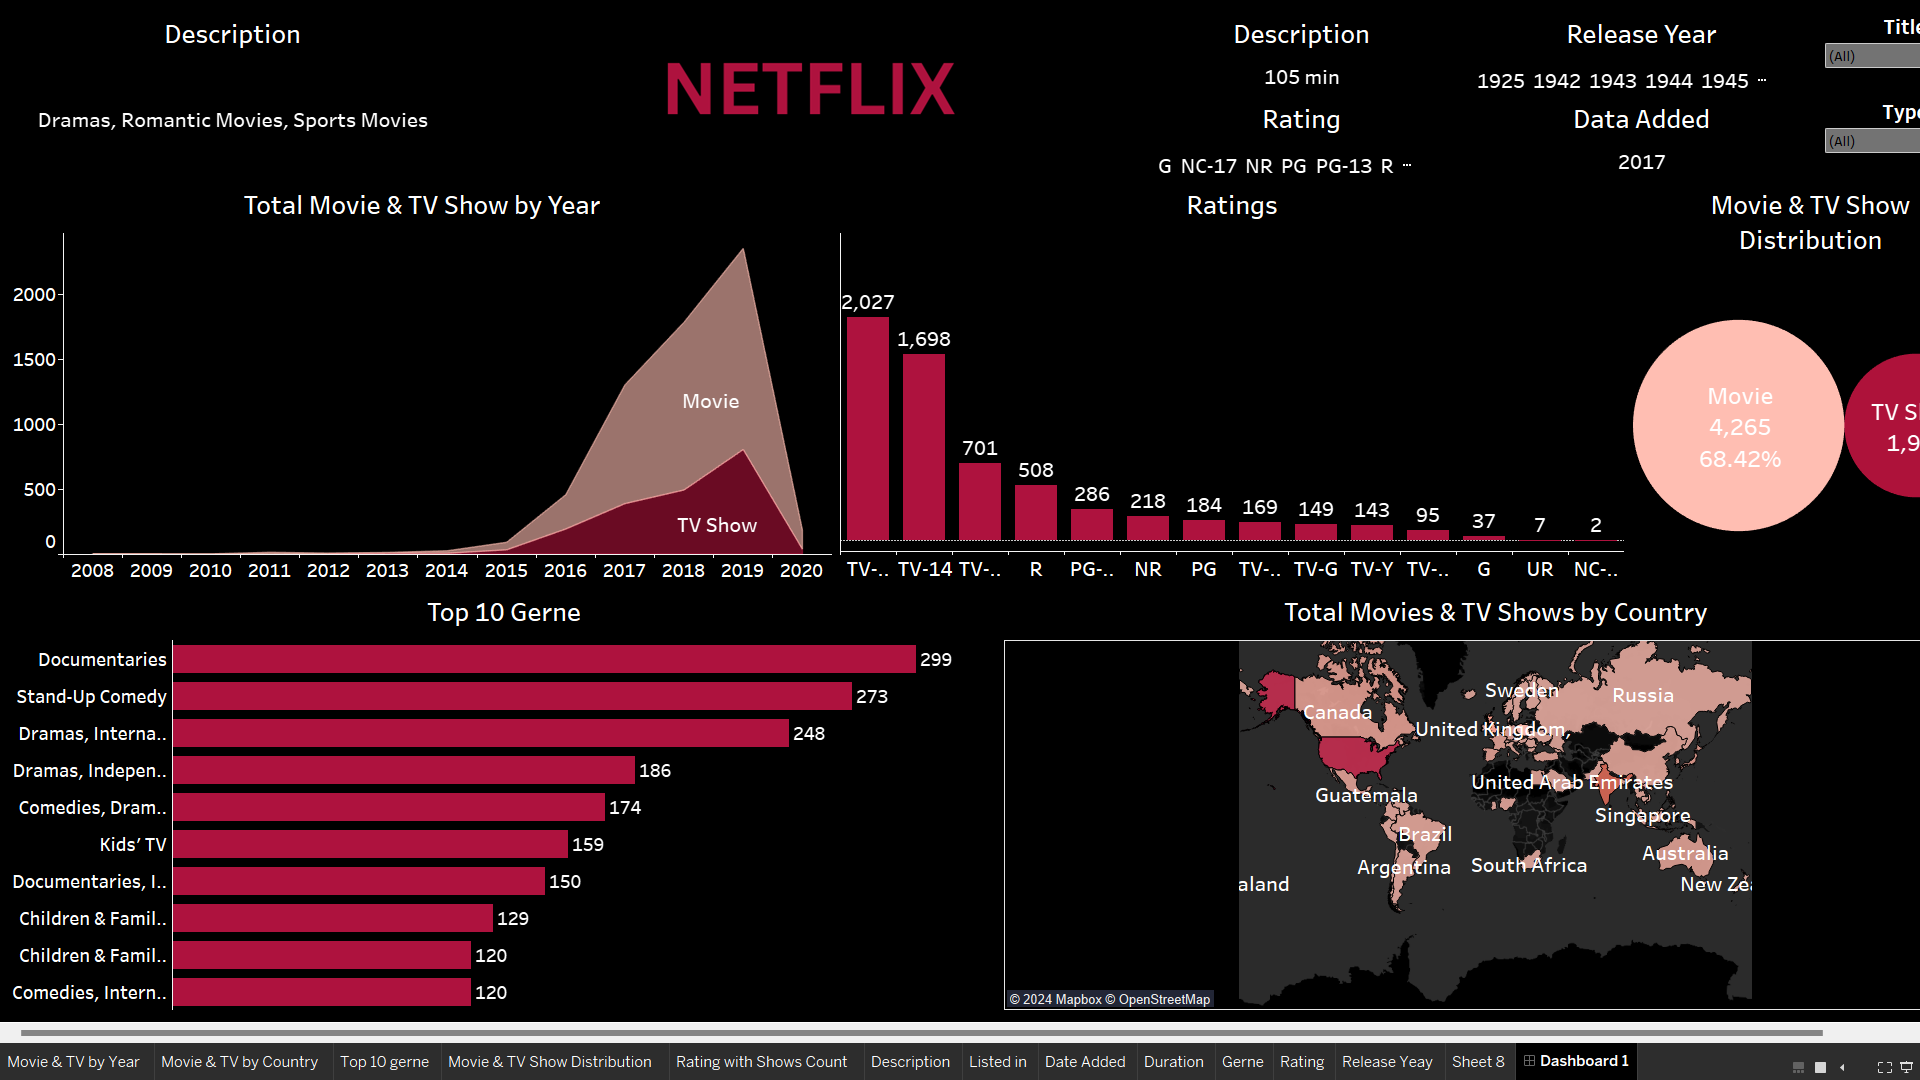 Description
Dramas, Romantic Movies, Sports Movies
NETFLIX
Description
105 min
Rating
G NC-17 NR PG PG-13 R ...
Release Year
1925 1942 1943 1944 1945 ...
Data Added
2017
Title
(All)
Type
(All)
Total Movie & TV Show by Year
2000
1500
1000
500
0
Movie
TV Show
2008 2009 2010 2011 2012 2013 2014 2015 2016 2017 2018 2019 2020
Ratings
2,027 1,698 701 508 286 218 184 169 149 143 95 37 7 2
TV-.. TV-14 TV-.. R PG-.. NR PG TV-.. TV-G TV-Y TV-.. G UR NC-..
Movie & TV Show
Distribution
Movie
4,265
68.42%
TV S
1,9
Top 10 Gerne
Documentaries 299
Stand-Up Comedy 273
Dramas, Interna.. 248
Dramas, Indepen.. 186
Comedies, Dram.. 174
Kids’ TV 159
Documentaries, I.. 150
Children & Famil.. 129
Children & Famil.. 120
Comedies, Intern.. 120
Total Movies & TV Shows by Country
Sweden
Russia
Canada
United Kingdom,
United Arab Emirates
Guatemala
Singapore
Brazil
Australia
Argentina
South Africa
aland
New Zea
© 2024 Mapbox © OpenStreetMap
Movie & TV by Year Movie & TV by Country Top 10 gerne Movie & TV Show Distribution Rating with Shows Count Description Listed in Date Added Duration Gerne Rating Release Yeay Sheet 8 Dashboard 1